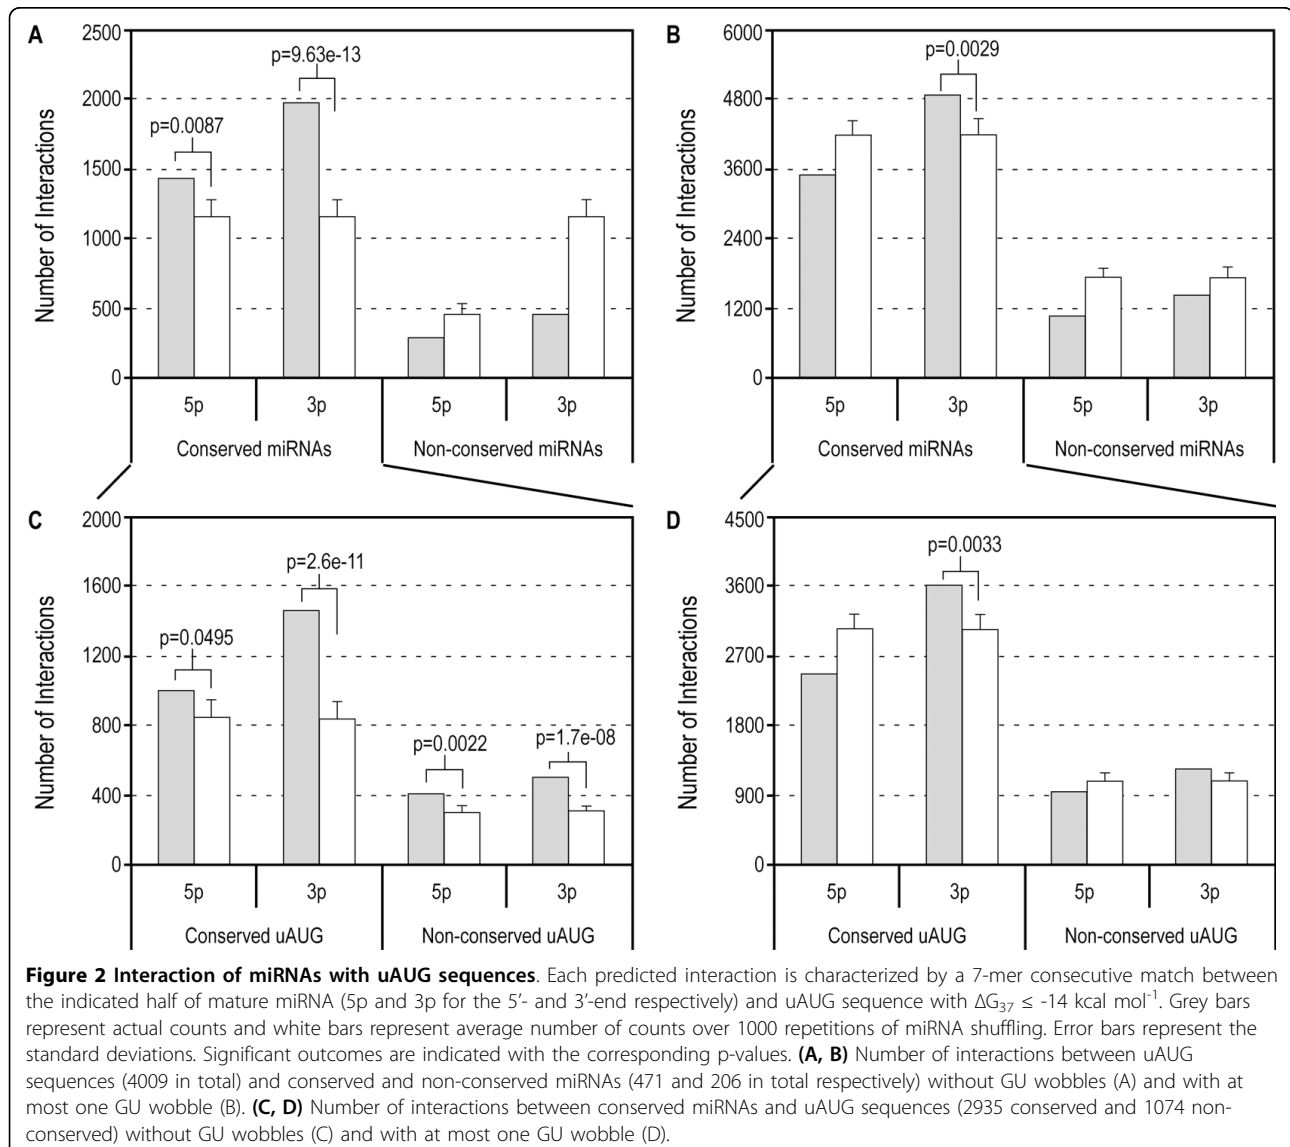 A
B
2500
2000
1500
1000
500
0
Number of Interactions
p=0.0087
p=9.63e-13
5p
3p
5p
3p
Conserved miRNAs
Non-conserved miRNAs
6000
4800
3600
2400
1200
0
Number of Interactions
p=0.0029
5p
3p
5p
3p
Conserved miRNAs
Non-conserved miRNAs
C
2000
1600
1200
800
400
0
Number of Interactions
p=0.0495
p=2.6e-11
p=0.0022
p=1.7e-08
5p
3p
5p
3p
Conserved uAUG
Non-conserved uAUG
D
4500
3600
2700
1800
900
0
Number of Interactions
p=0.0033
5p
3p
5p
3p
Conserved uAUG
Non-conserved uAUG
Figure 2 Interaction of miRNAs with uAUG sequences. Each predicted interaction is characterized by a 7-mer consecutive match between
the indicated half of mature miRNA (5p and 3p for the 5'- and 3'-end respectively) and uAUG sequence with ΔG37 ≤ -14 kcal mol-1. Grey bars
represent actual counts and white bars represent average number of counts over 1000 repetitions of miRNA shuffling. Error bars represent the
standard deviations. Significant outcomes are indicated with the corresponding p-values. (A, B) Number of interactions between uAUG
sequences (4009 in total) and conserved and non-conserved miRNAs (471 and 206 in total respectively) without GU wobbles (A) and with at
most one GU wobble (B). (C, D) Number of interactions between conserved miRNAs and uAUG sequences (2935 conserved and 1074 non-
conserved) without GU wobbles (C) and with at most one GU wobble (D).